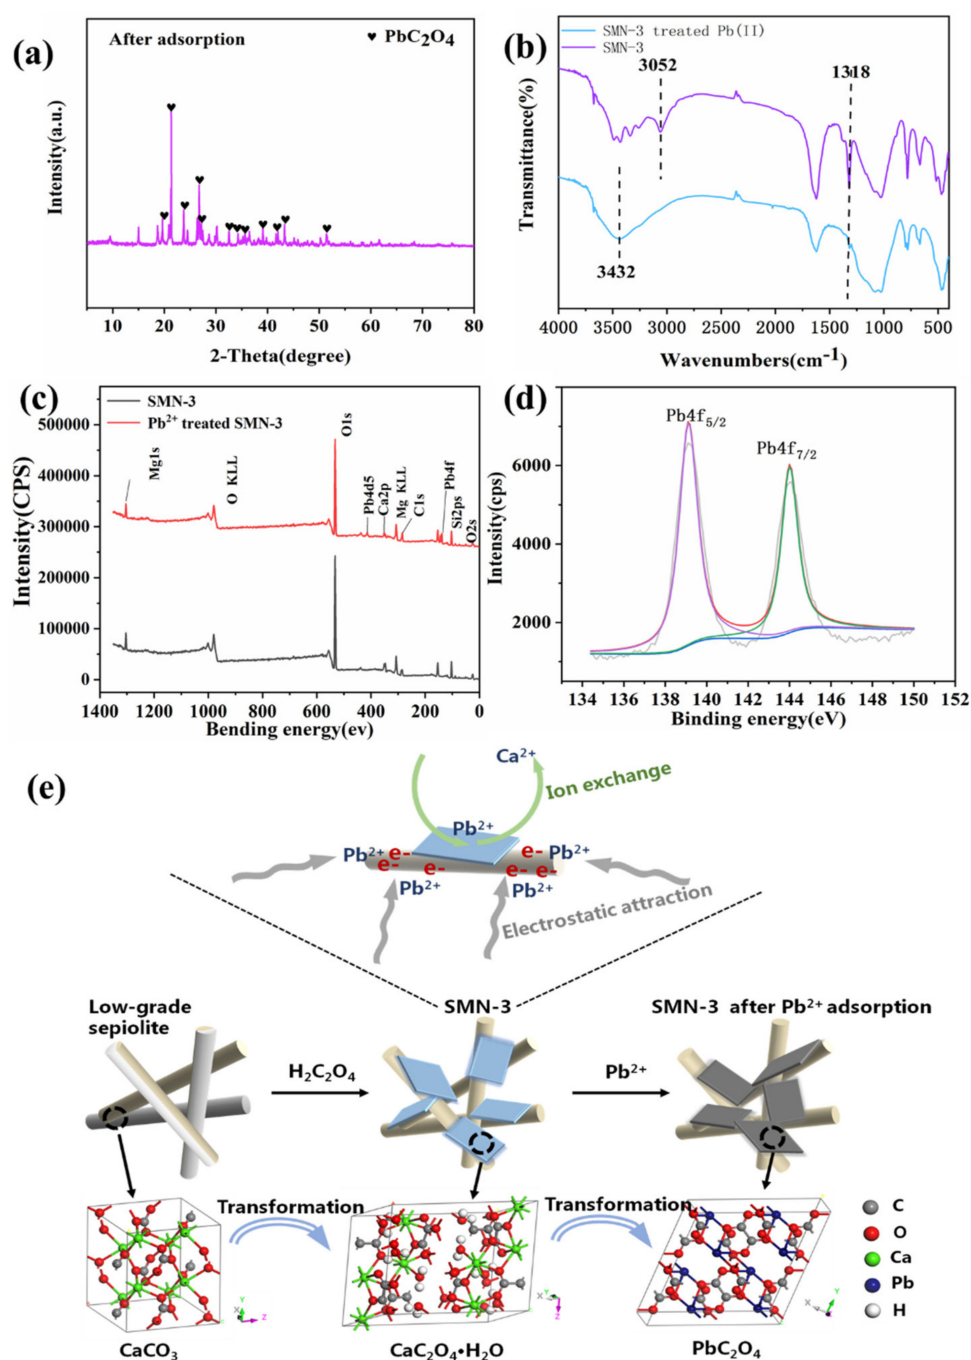 (a)
After adsorption
♥ PbC₂O₄
Intensity(a.u.)
10 20 30 40 50 60 70 80
2-Theta(degree)
(b)
SMN-3 treated Pb(II)
SMN-3
3052
1318
3432
Transmittance(%)
4000 3500 3000 2500 2000 1500 1000 500
Wavenumbers(cm⁻¹)
(c)
SMN-3
Pb²⁺ treated SMN-3
500000
400000
300000
200000
100000
0
Intensity(CPS)
Mg1s
O KLL
O1s
Pb4d5
Ca2p
Mg KLL
C1s
Pb4f
Si2ps
O2s
1400 1200 1000 800 600 400 200 0
Bending energy(ev)
(d)
Pb4f₅/₂
Pb4f₇/₂
6000
4000
2000
Intensity(cps)
134 136 138 140 142 144 146 148 150 152
Binding energy(eV)
(e)
Ca²⁺
Ion exchange
Pb²⁺
Pb²⁺ e- e- Pb²⁺
e- e- e- e-
Pb²⁺ Pb²⁺
Electrostatic attraction
Low-grade
sepiolite
SMN-3
SMN-3 after Pb²⁺ adsorption
H₂C₂O₄
Pb²⁺
Transformation
Transformation
C
O
Ca
Pb
H
X Y Z
CaCO₃
CaC₂O₄•H₂O
PbC₂O₄